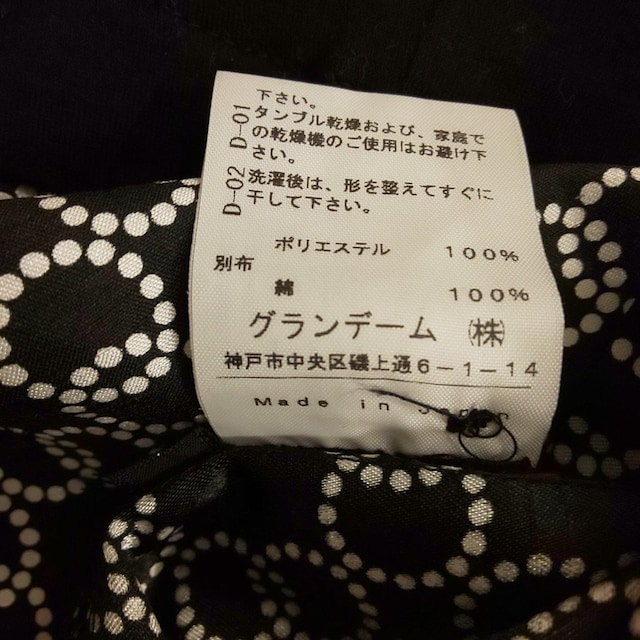 下さい。
D-01 タンブル乾燥および、家庭で
の乾燥機のご使用はお避け下
さい。
D-02 洗濯後は、形を整えてすぐに
干して下さい。
ポリエステル 100%
別布
綿 100%
グランデーム ㈱
神戸市中央区磯上通6-1-14
Made in Japan